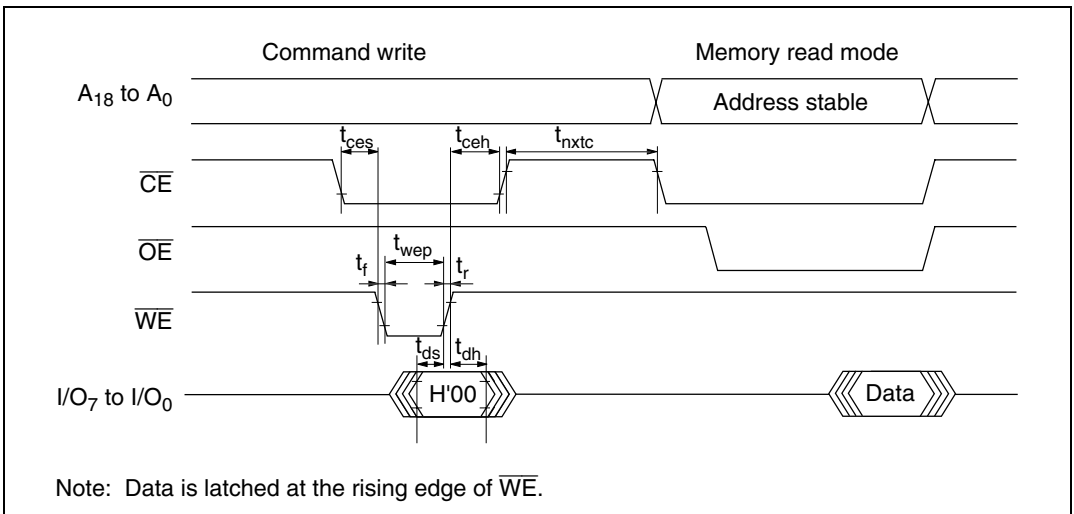 Command write
Memory read mode
A18 to A0
Address stable
tces
tceh
tnxtc
CE
OE
twep
tf
tr
WE
tds
tdh
I/O7 to I/O0
H'00
Data
Note: Data is latched at the rising edge of WE.